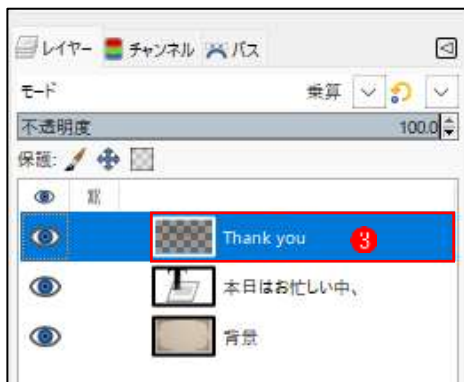 レイヤー チャンネル パス
モード 乗算
不透明度 100.0
保護:
Thank you 3
本日はお忙しい中、
背景